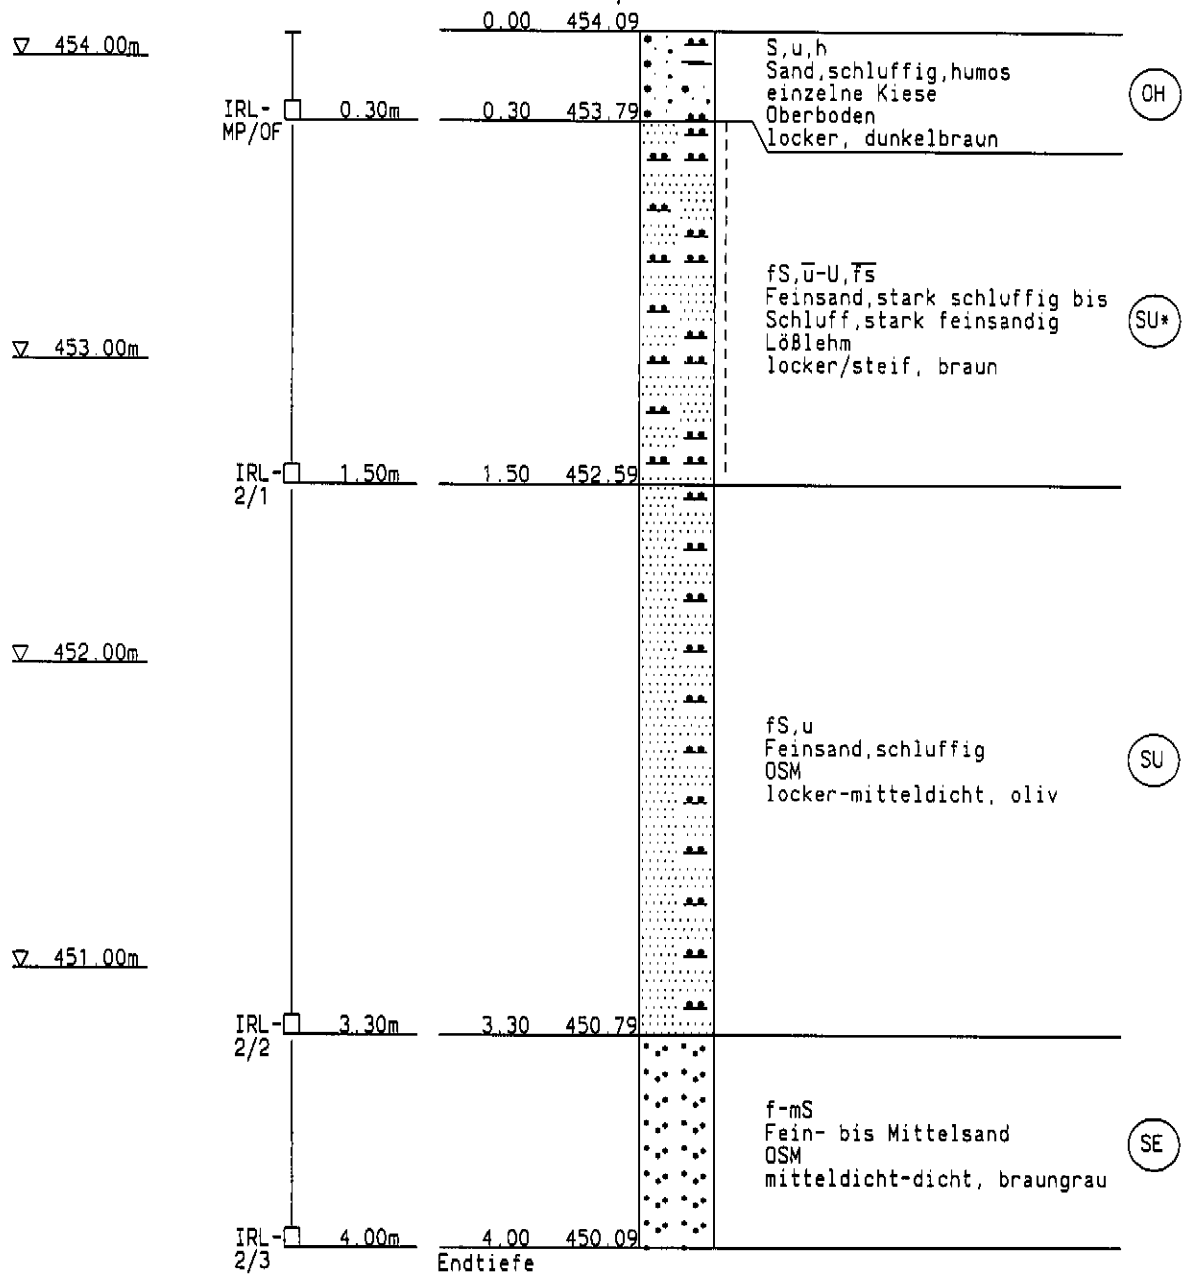 0.00 454.09
454.00m
S,u,h
Sand,schluffig,humos
einzelne Kiese
Oberboden
locker, dunkelbraun
OH
IRL-
MP/OF
0.30m
0.30 453.79
fS,u̅-U,f̅s̅
Feinsand,stark schluffig bis
Schluff,stark feinsandig
Lößlehm
locker/steif, braun
SU*
453.00m
IRL-
2/1
1.50m
1.50 452.59
452.00m
fS,u
Feinsand,schluffig
OSM
locker-mitteldicht, oliv
SU
451.00m
IRL-
2/2
3.30m
3.30 450.79
f-mS
Fein- bis Mittelsand
OSM
mitteldicht-dicht, braungrau
SE
IRL-
2/3
4.00m
4.00 450.09
Endtiefe